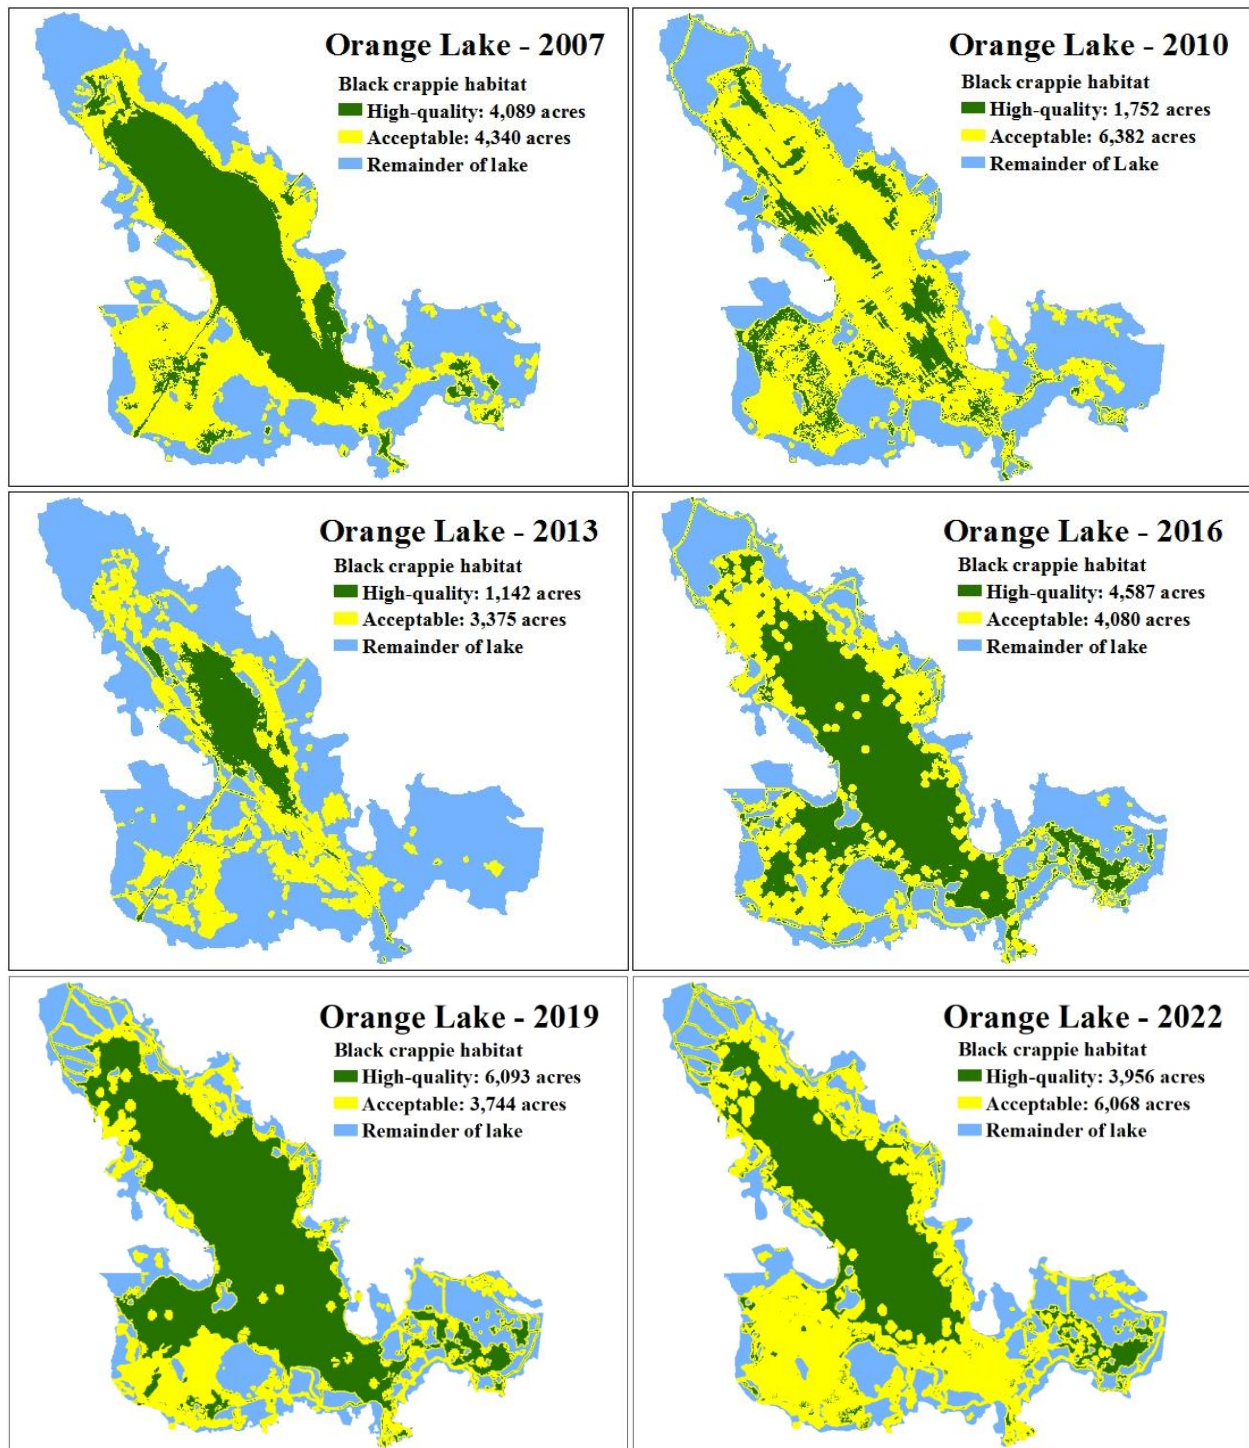 Orange Lake - 2007
Black crappie habitat
High-quality: 4,089 acres
Acceptable: 4,340 acres
Remainder of lake
Orange Lake - 2010
Black crappie habitat
High-quality: 1,752 acres
Acceptable: 6,382 acres
Remainder of Lake
Orange Lake - 2013
Black crappie habitat
High-quality: 1,142 acres
Acceptable: 3,375 acres
Remainder of lake
Orange Lake - 2016
Black crappie habitat
High-quality: 4,587 acres
Acceptable: 4,080 acres
Remainder of lake
Orange Lake - 2019
Black crappie habitat
High-quality: 6,093 acres
Acceptable: 3,744 acres
Remainder of lake
Orange Lake - 2022
Black crappie habitat
High-quality: 3,956 acres
Acceptable: 6,068 acres
Remainder of lake